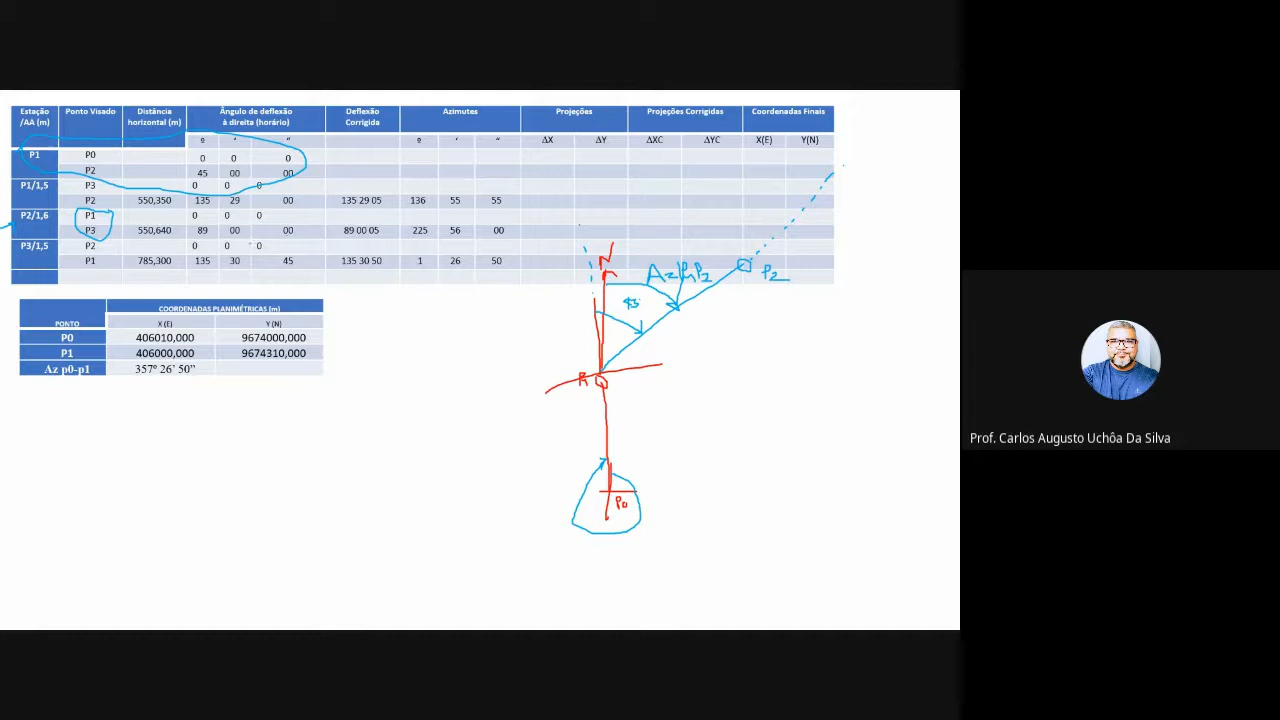 Estação /AA (m) Ponto Visado Distância horizontal (m) Ângulo de deflexão à direita (horário) Deflexão Corrigida Azimutes Projeções Projeções Corrigidas Coordenadas Finais
º ‘ “ º ‘ “ ΔX ΔY ΔXC ΔYC X(E) Y(N)
P1 P0 0 0 0
P2 45 00 00
P1/1,5 P3 0 0 0
P2 550,350 135 29 00 135 29 05 136 55 55
P2/1,6 P1 0 0 0
P3 550,640 89 00 00 89 00 05 225 56 00
P3/1,5 P2 0 0 0
P1 785,300 135 30 45 135 30 50 1 26 50
N
Az P1 P2
P2
45
P0
PONTO COORDENADAS PLANIMÉTRICAS (m)
X (E) Y (N)
P0 406010,000 9674000,000
P1 406000,000 9674310,000
Az p0-p1 357º 26’ 50”
Prof. Carlos Augusto Uchôa Da Silva